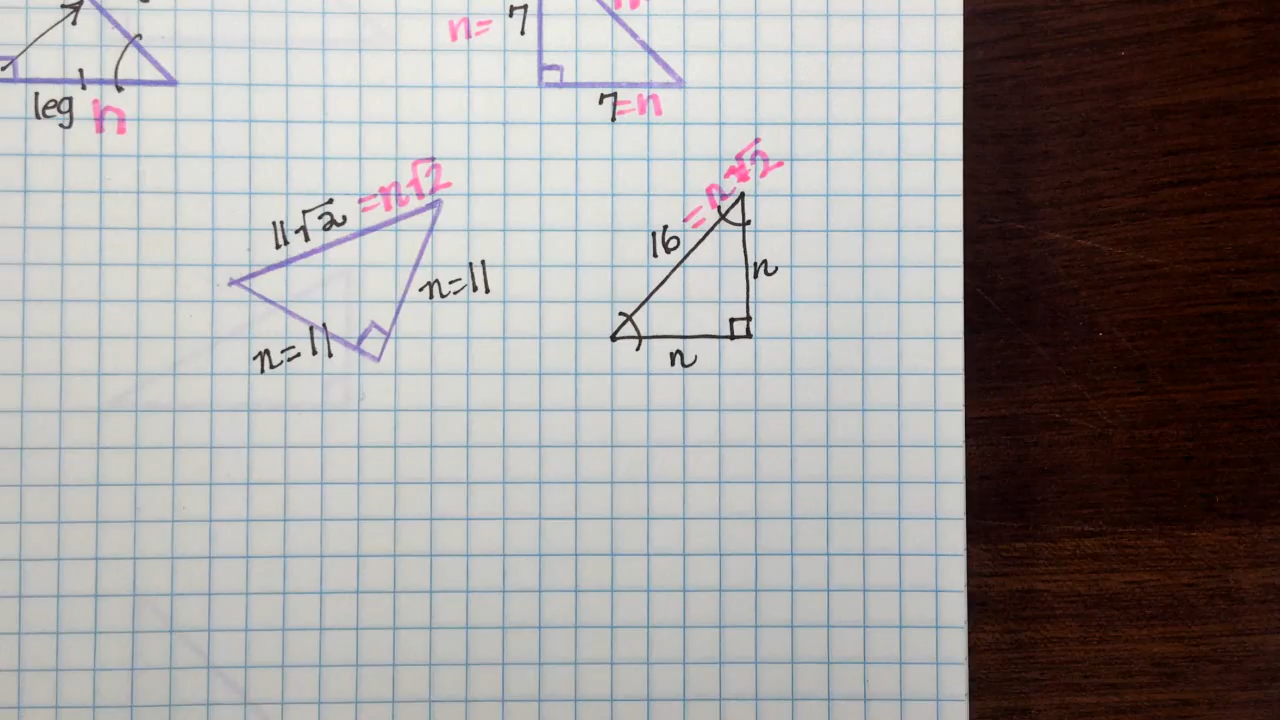 leg n
n= 7
7=n
11√2 =n√2
n=11
n=11
16 =n√2
n
n